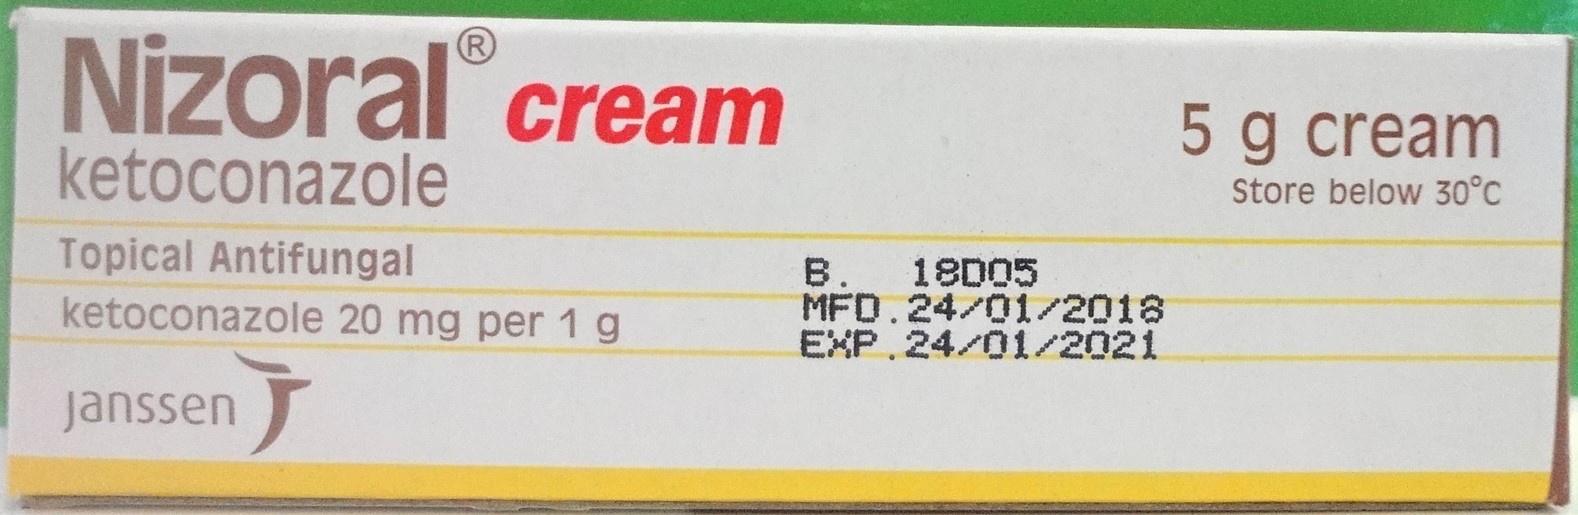 Nizoral® cream
ketoconazole
5 g cream
Store below 30°C
Topical Antifungal
ketoconazole 20 mg per 1 g
B. 18D05
MFD.24/01/2018
EXP.24/01/2021
janssen